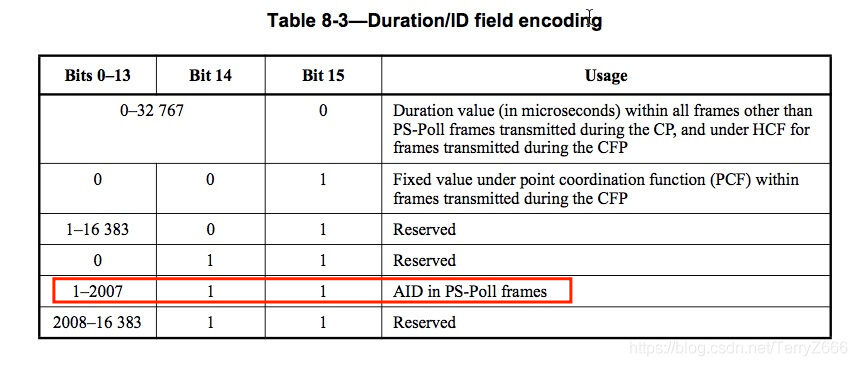 Table 8-3—Duration/ID field encoding
Bits 0–13 Bit 14 Bit 15 Usage
0–32 767 0 Duration value (in microseconds) within all frames other than
PS-Poll frames transmitted during the CP, and under HCF for
frames transmitted during the CFP
0 0 1 Fixed value under point coordination function (PCF) within
frames transmitted during the CFP
1–16 383 0 1 Reserved
0 1 1 Reserved
1–2007 1 1 AID in PS-Poll frames
2008–16 383 1 1 Reserved
https://blog.csdn.net/TerryZ666